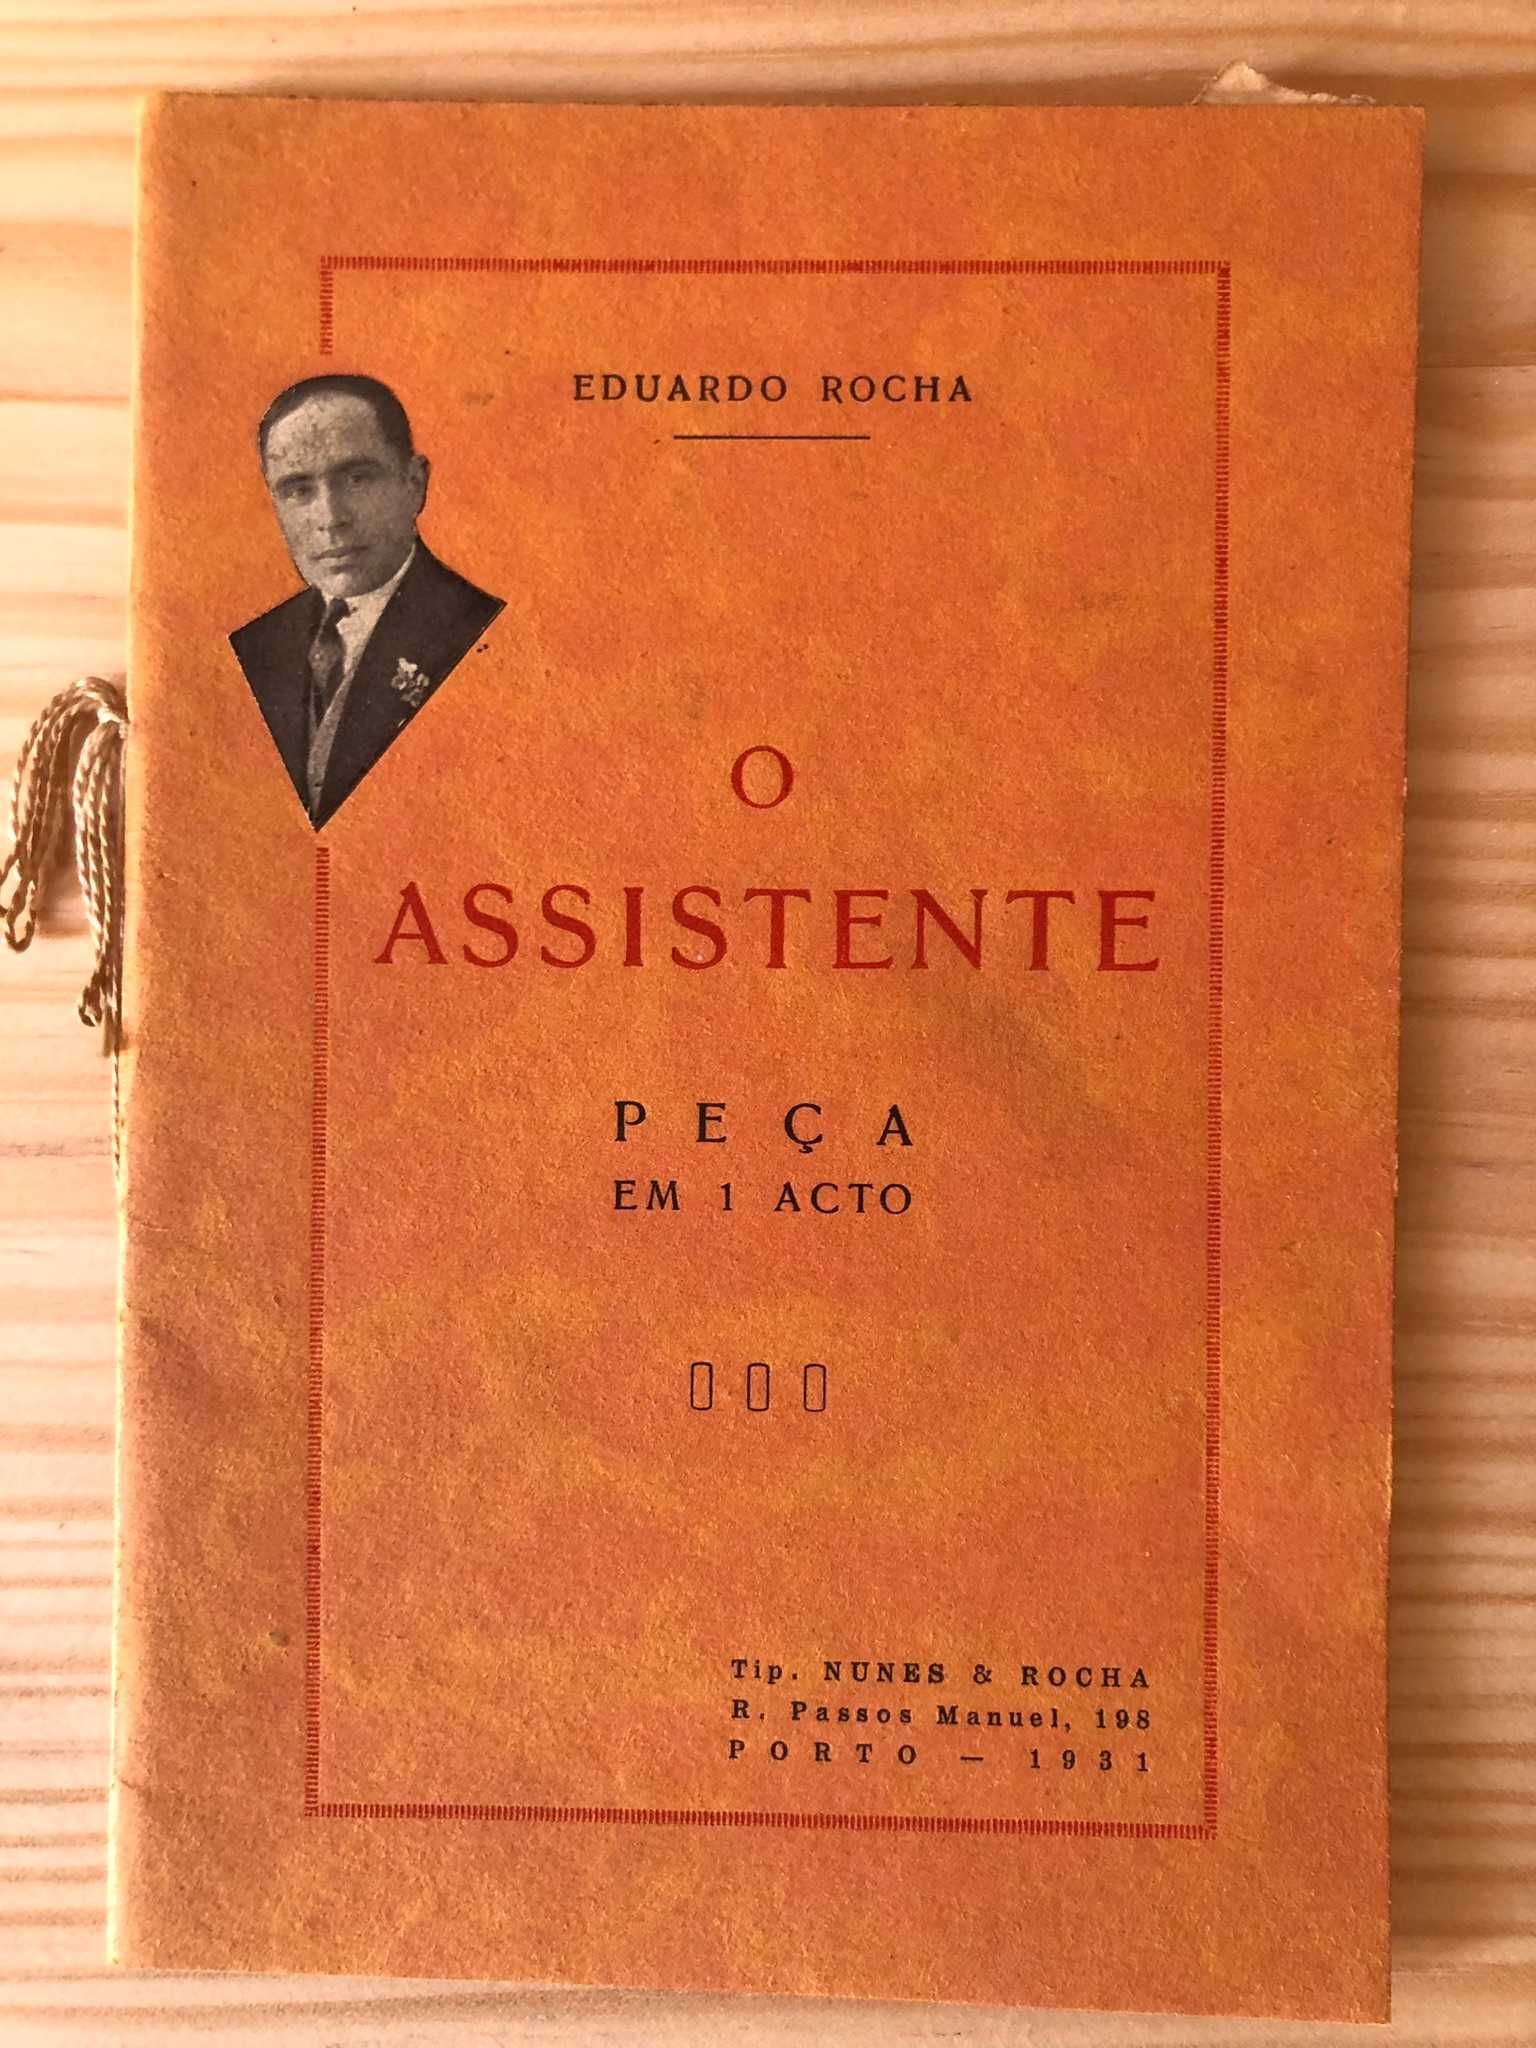 EDUARDO ROCHA
O
ASSISTENTE
PEÇA
EM 1 ACTO
Tip. NUNES & ROCHA
R. Passos Manuel, 198
PORTO — 1931